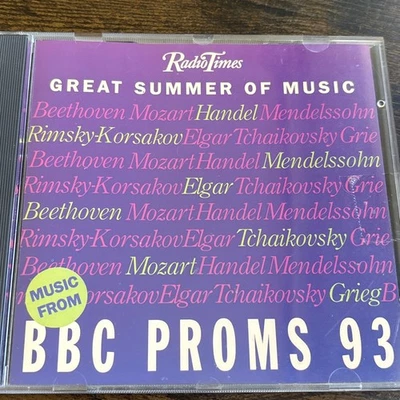 RadioTimes
GREAT SUMMER OF MUSIC
Beethoven Mozart Handel Mendelssohn
Rimsky-Korsakov Elgar Tchaikovsky Grie
Beethoven Mozart Handel Mendelssohn
Rimsky-Korsakov Elgar Tchaikovsky Grie
Beethoven Mozart Handel Mendelssohn
Rimsky-Korsakov Elgar Tchaikovsky Grie
Beethoven Mozart Handel Mendelssohn
Rimsky-Korsakov Elgar Tchaikovsky Grieg B
MUSIC
FROM
BBC PROMS 93